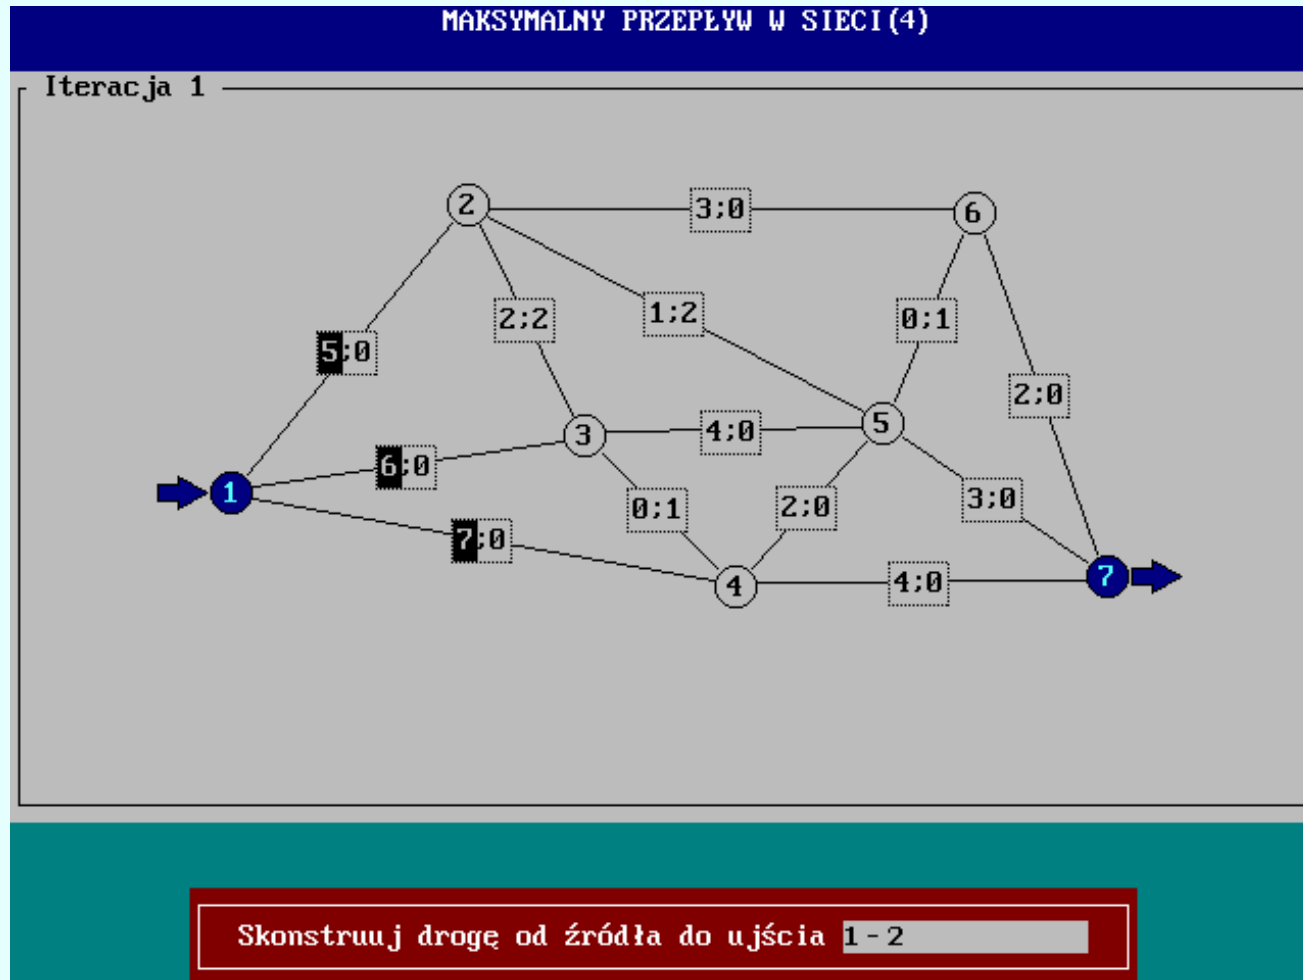 MAKSYMALNY PRZEPŁYW W SIECI(4)
Iteracja 1
2 3;0 6
2;2 1;2 0;1
5;0
2;0
3 4;0 5
6;0
1 0;1 2;0 3;0
7;0
4 4;0 7
Skonstruuj drogę od źródła do ujścia 1-2